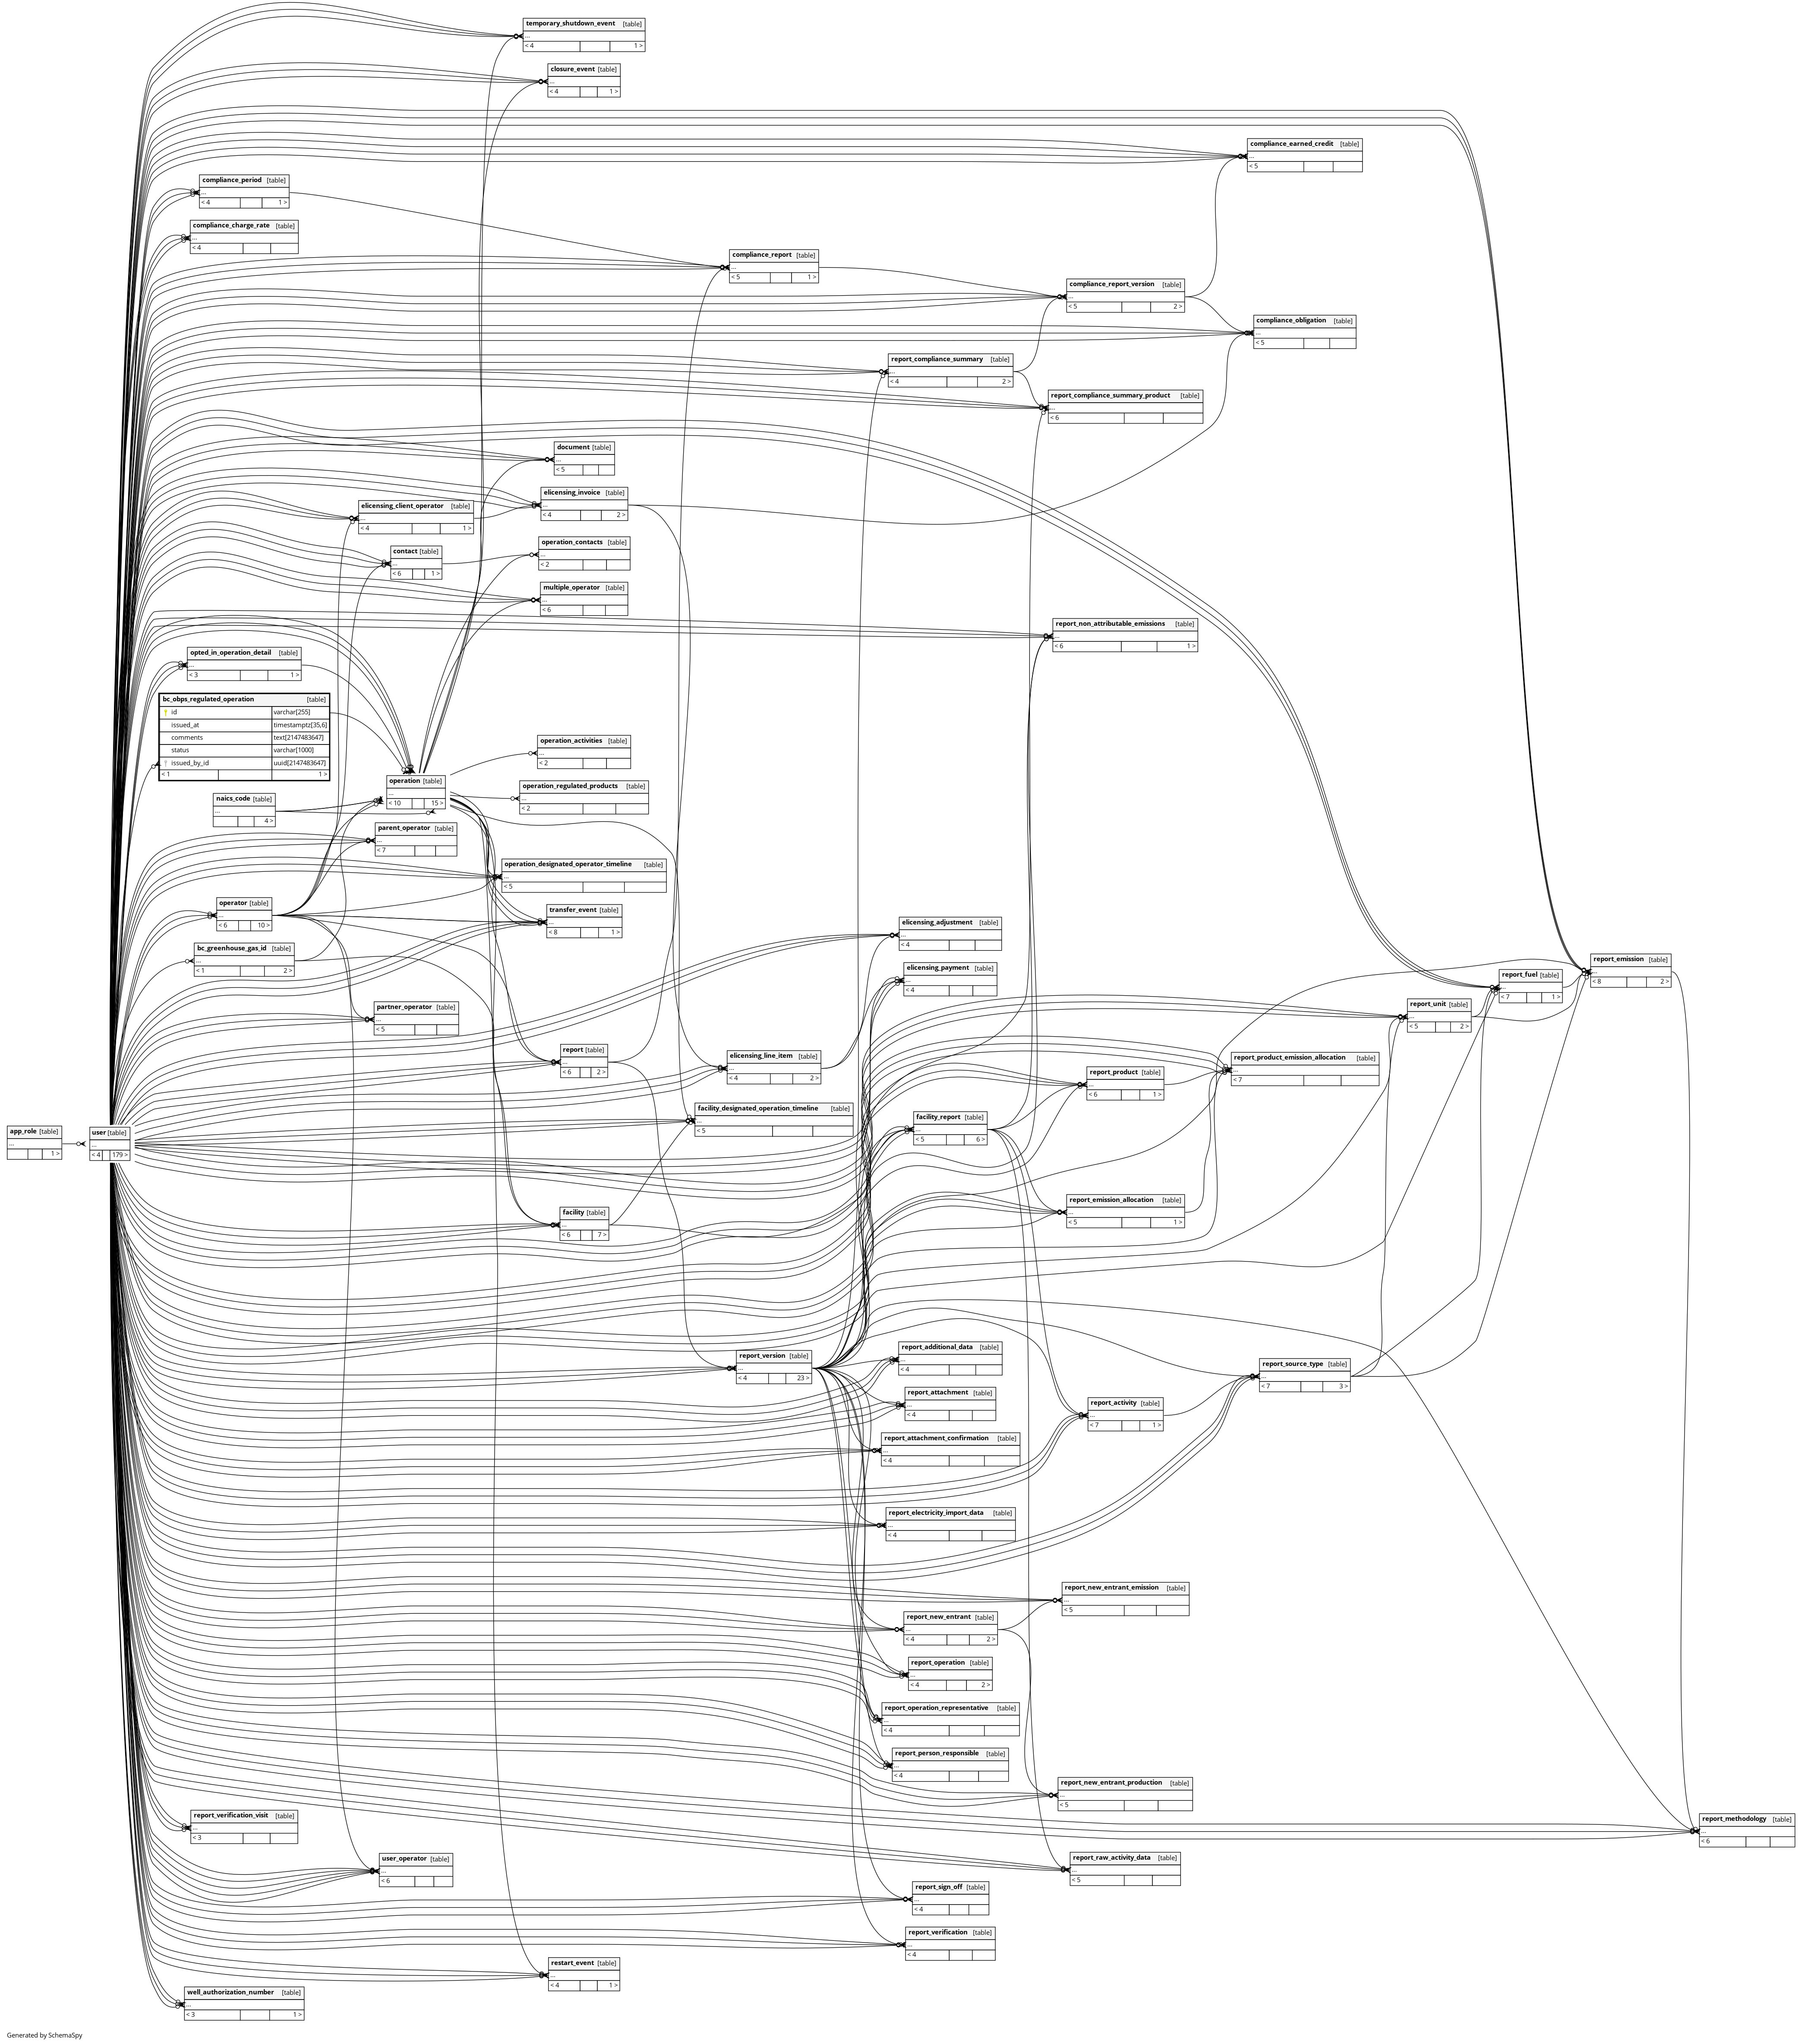 temporary_shutdown_event [table]
...
< 4 1 >
closure_event [table]
...
< 4 1 >
compliance_earned_credit [table]
...
< 5
compliance_period [table]
...
< 4 1 >
compliance_charge_rate [table]
...
< 4
compliance_report [table]
...
< 5 1 >
compliance_report_version [table]
...
< 5 2 >
compliance_obligation [table]
...
< 5
report_compliance_summary [table]
...
< 4 2 >
report_compliance_summary_product [table]
...
< 6
document [table]
...
< 5
elicensing_invoice [table]
...
< 4 2 >
elicensing_client_operator [table]
...
< 4 1 >
operation_contacts [table]
...
< 2
contact [table]
...
< 6 1 >
multiple_operator [table]
...
< 6
report_non_attributable_emissions [table]
...
< 6 1 >
opted_in_operation_detail [table]
...
< 3 1 >
bc_obps_regulated_operation [table]
id varchar[255]
issued_at timestamptz[35,6]
comments text[2147483647]
status varchar[1000]
issued_by_id uuid[2147483647]
< 1 1 >
operation_activities [table]
...
< 2
operation [table]
...
< 10 15 >
operation_regulated_products [table]
...
< 2
naics_code [table]
...
4 >
parent_operator [table]
...
< 7
operation_designated_operator_timeline [table]
...
< 5
operator [table]
...
< 6 10 >
transfer_event [table]
...
< 8 1 >
elicensing_adjustment [table]
...
< 4
bc_greenhouse_gas_id [table]
...
< 1 2 >
elicensing_payment [table]
...
< 4
report_emission [table]
...
< 8 2 >
report_fuel [table]
...
< 7 1 >
partner_operator [table]
...
< 5
report_unit [table]
...
< 5 2 >
report [table]
...
< 6 2 >
elicensing_line_item [table]
...
< 4 2 >
report_product_emission_allocation [table]
...
< 7
report_product [table]
...
< 6 1 >
facility_designated_operation_timeline [table]
...
< 5
facility_report [table]
...
< 5 6 >
app_role [table]
...
1 >
user [table]
...
< 4 179 >
report_emission_allocation [table]
...
< 5 1 >
facility [table]
...
< 6 7 >
report_version [table]
...
< 4 23 >
report_additional_data [table]
...
< 4
report_source_type [table]
...
< 7 3 >
report_attachment [table]
...
< 4
report_activity [table]
...
< 7 1 >
report_attachment_confirmation [table]
...
< 4
report_electricity_import_data [table]
...
< 4
report_new_entrant_emission [table]
...
< 5
report_new_entrant [table]
...
< 4 2 >
report_operation [table]
...
< 4 2 >
report_operation_representative [table]
...
< 4
report_person_responsible [table]
...
< 4
report_new_entrant_production [table]
...
< 5
report_verification_visit [table]
...
< 3
report_methodology [table]
...
< 6
user_operator [table]
...
< 6
report_raw_activity_data [table]
...
< 5
report_sign_off [table]
...
< 4
report_verification [table]
...
< 4
restart_event [table]
...
< 4 1 >
well_authorization_number [table]
...
< 3 1 >
Generated by SchemaSpy